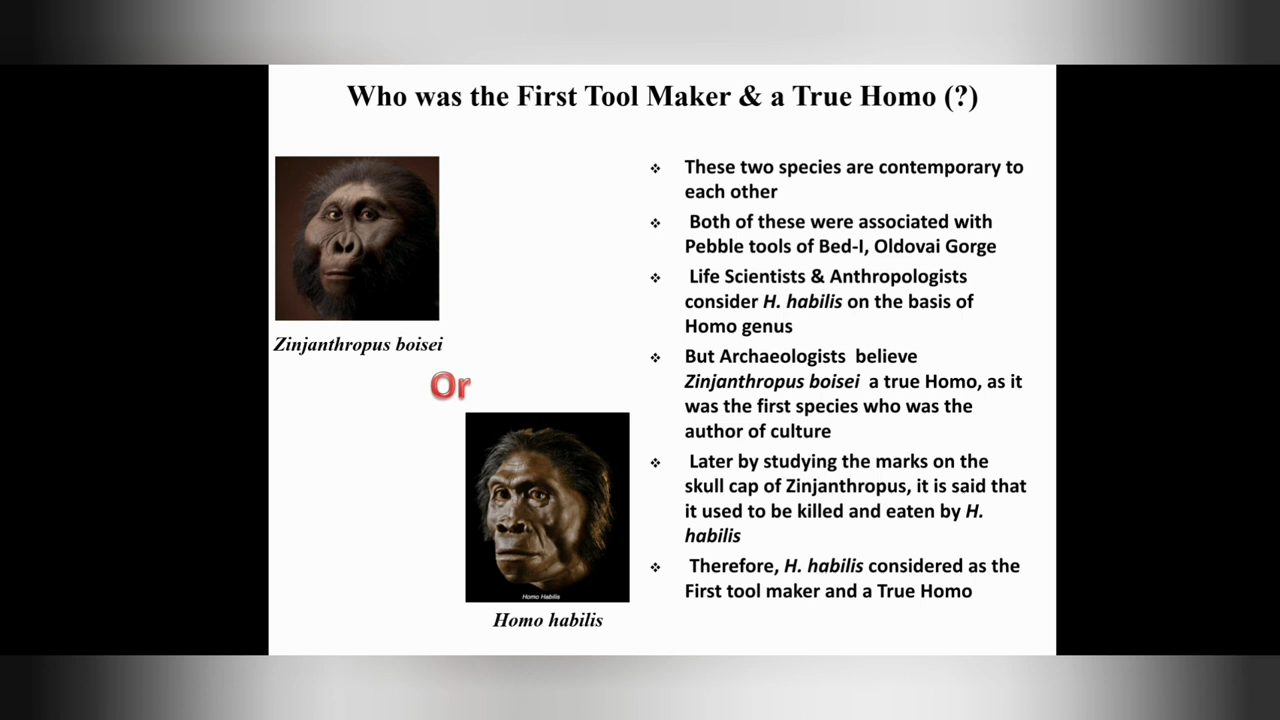 Who was the First Tool Maker & a True Homo (?)
Zinjanthropus boisei
Or
Homo Habilis
Homo habilis
❖ These two species are contemporary to
each other
❖ Both of these were associated with
Pebble tools of Bed-I, Oldovai Gorge
❖ Life Scientists & Anthropologists
consider H. habilis on the basis of
Homo genus
❖ But Archaeologists believe
Zinjanthropus boisei a true Homo, as it
was the first species who was the
author of culture
❖ Later by studying the marks on the
skull cap of Zinjanthropus, it is said that
it used to be killed and eaten by H.
habilis
❖ Therefore, H. habilis considered as the
First tool maker and a True Homo